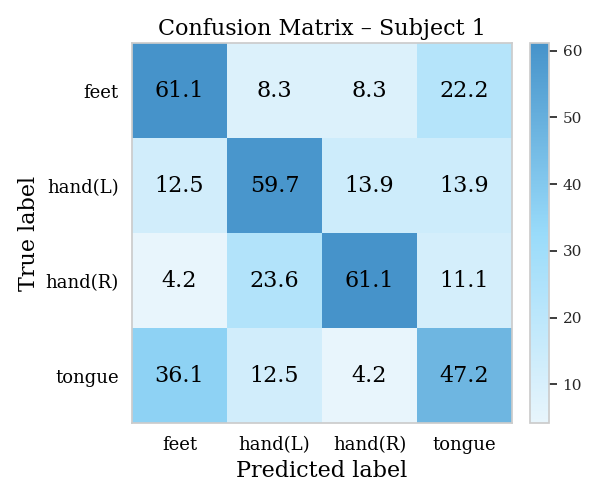 Confusion Matrix – Subject 1
True label
feet 61.1 8.3 8.3 22.2
hand(L) 12.5 59.7 13.9 13.9
hand(R) 4.2 23.6 61.1 11.1
tongue 36.1 12.5 4.2 47.2
feet hand(L) hand(R) tongue
Predicted label
60
50
40
30
20
10